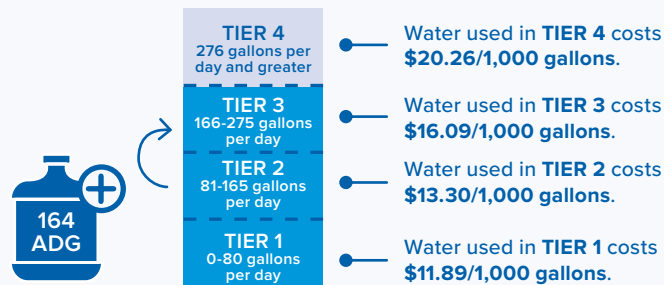 TIER 4
276 gallons per
day and greater
Water used in TIER 4 costs
$20.26/1,000 gallons.
TIER 3
166-275 gallons
per day
Water used in TIER 3 costs
$16.09/1,000 gallons.
TIER 2
81-165 gallons
per day
Water used in TIER 2 costs
$13.30/1,000 gallons.
164
ADG
TIER 1
0-80 gallons
per day
Water used in TIER 1 costs
$11.89/1,000 gallons.